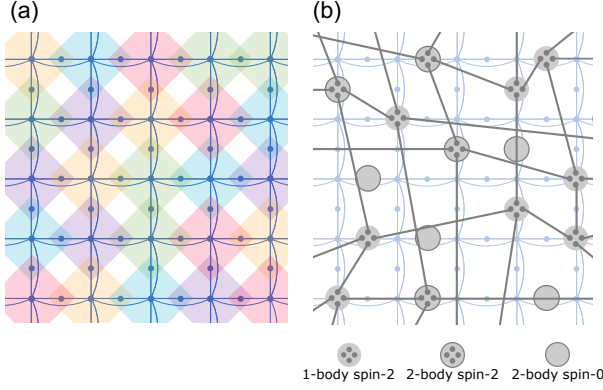 (a)
(b)
1-body spin-2
2-body spin-2
2-body spin-0